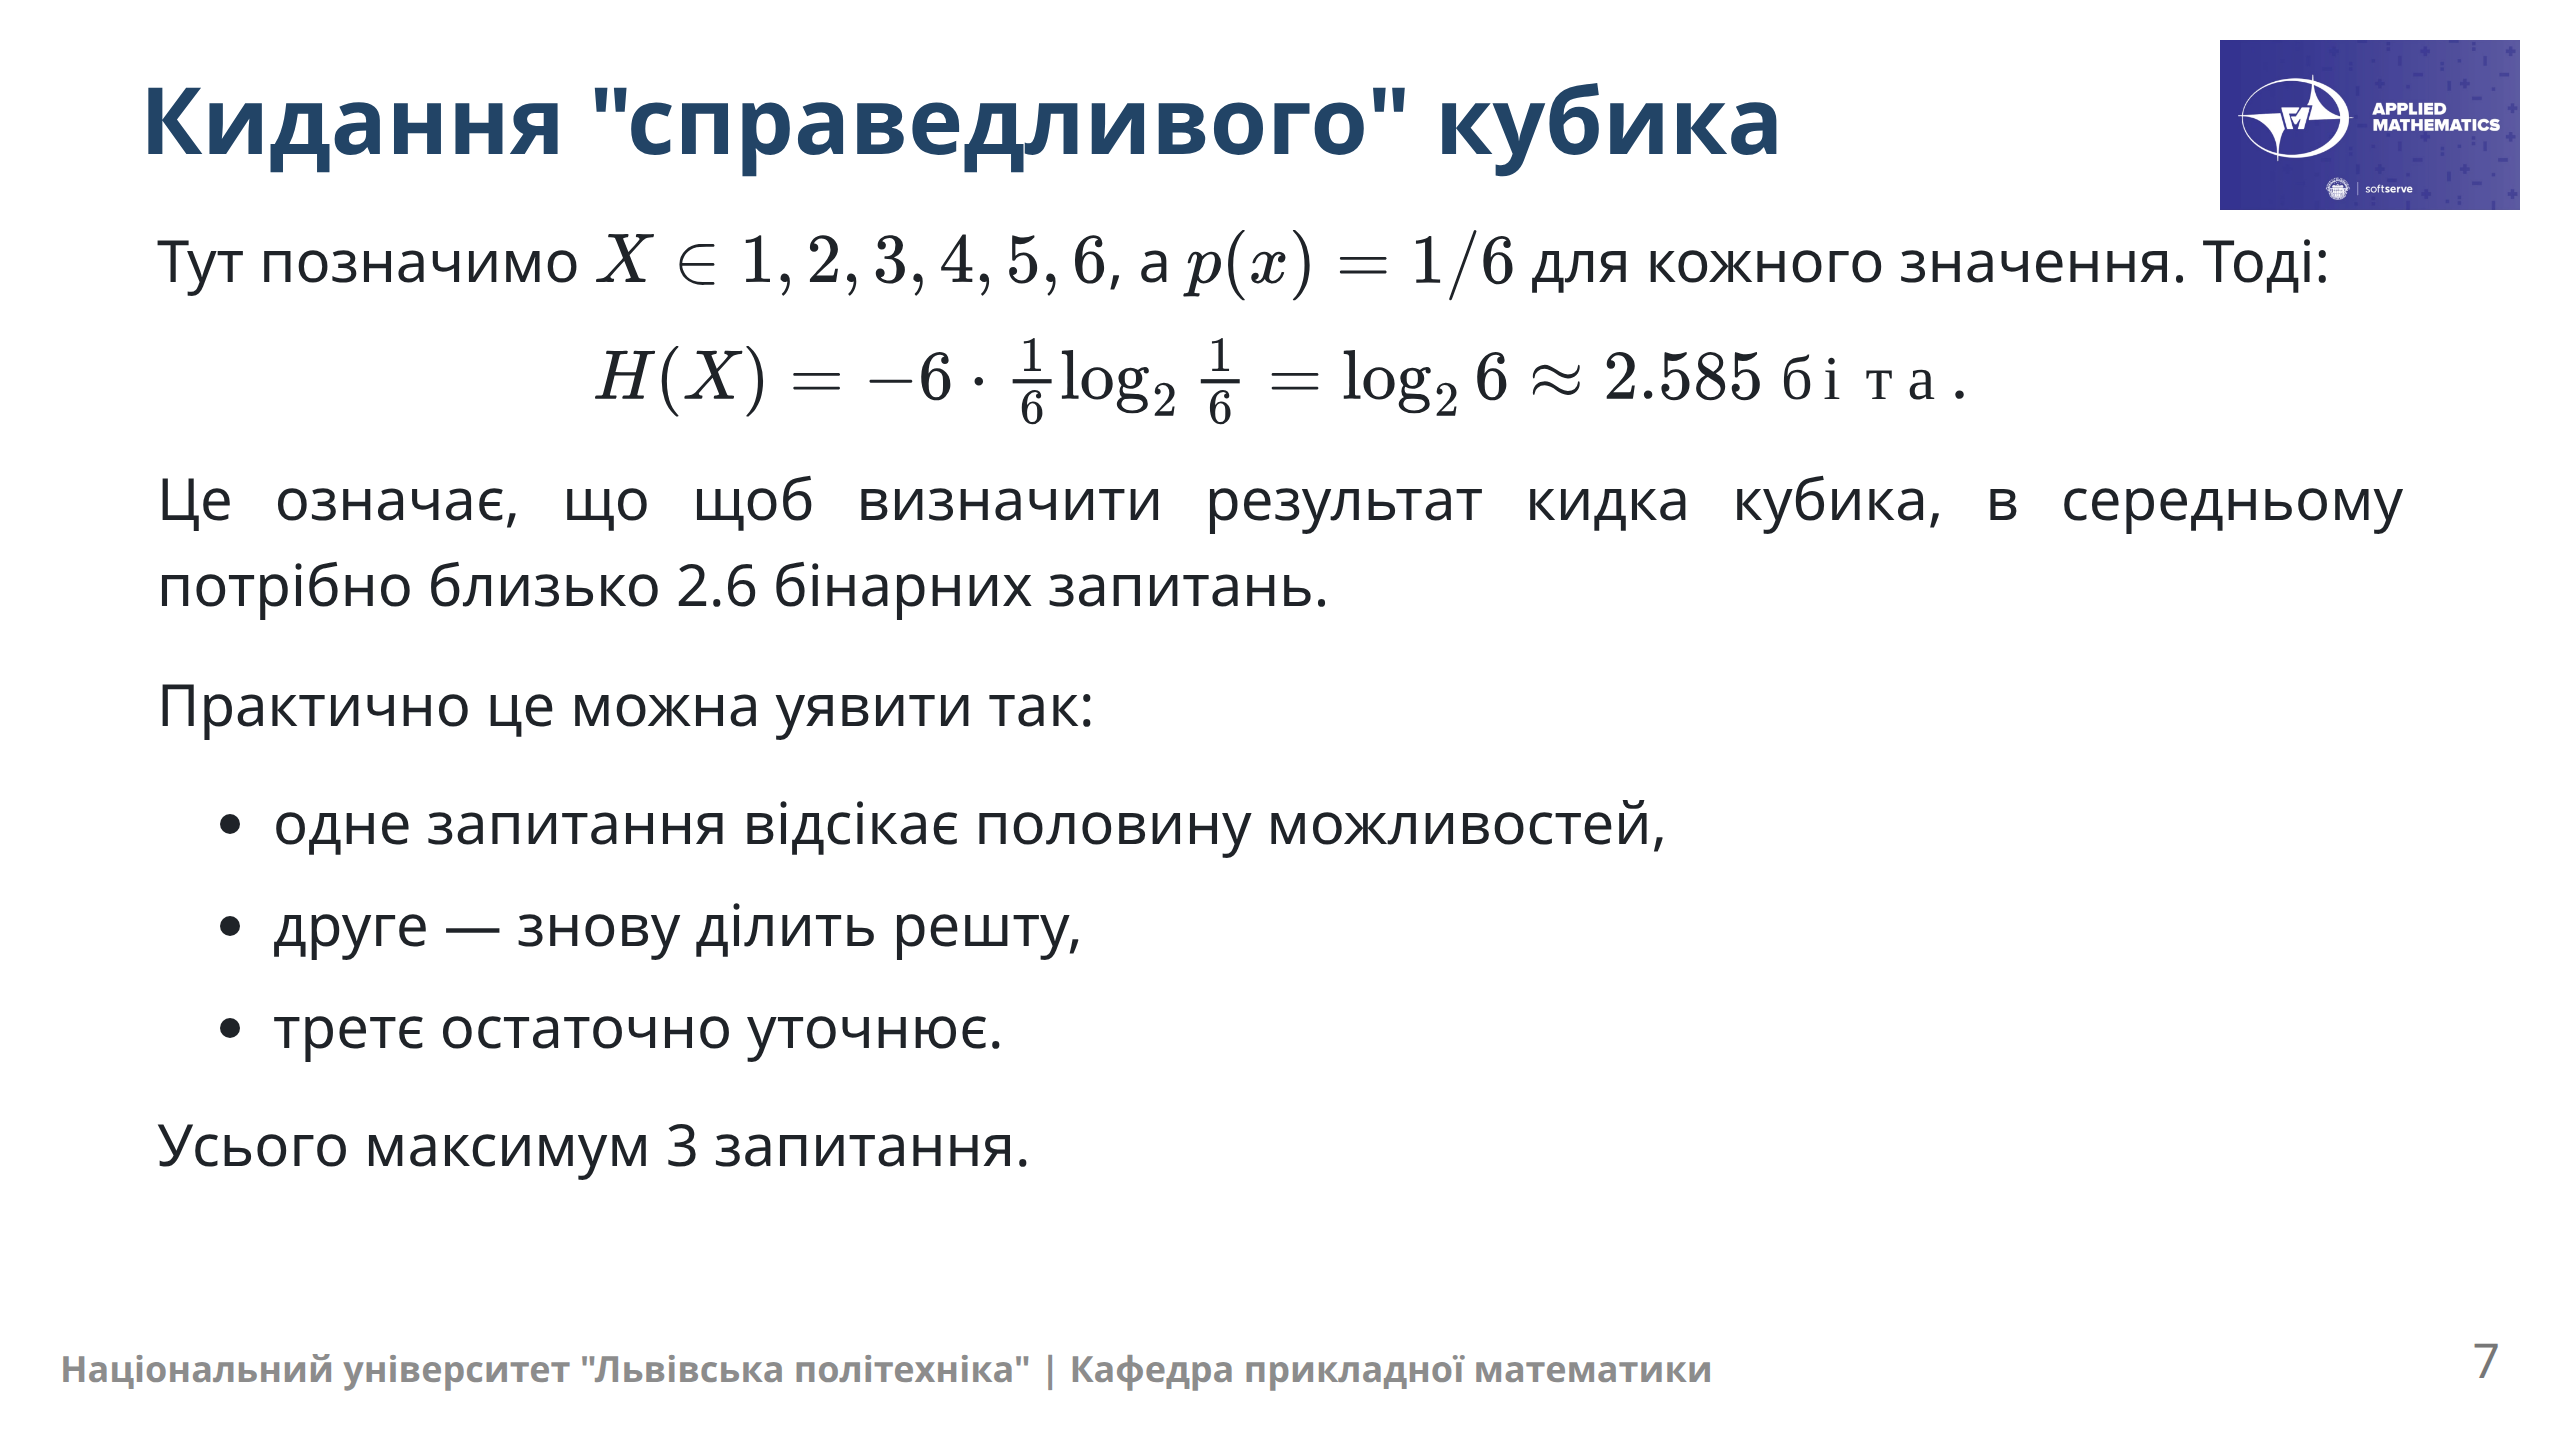 Кидання "справедливого" кубика
APPLIED
MATHEMATICS
softserve
Тут позначимо X ∈ 1, 2, 3, 4, 5, 6, а p(x) = 1/6 для кожного значення. Тоді:
H(X) = −6 · 1/6 log₂ 1/6 = log₂ 6 ≈ 2.585 біта.
Це означає, що щоб визначити результат кидка кубика, в середньому
потрібно близько 2.6 бінарних запитань.
Практично це можна уявити так:
• одне запитання відсікає половину можливостей,
• друге — знову ділить решту,
• третє остаточно уточнює.
Усього максимум 3 запитання.
Національний університет "Львівська політехніка" | Кафедра прикладної математики
7